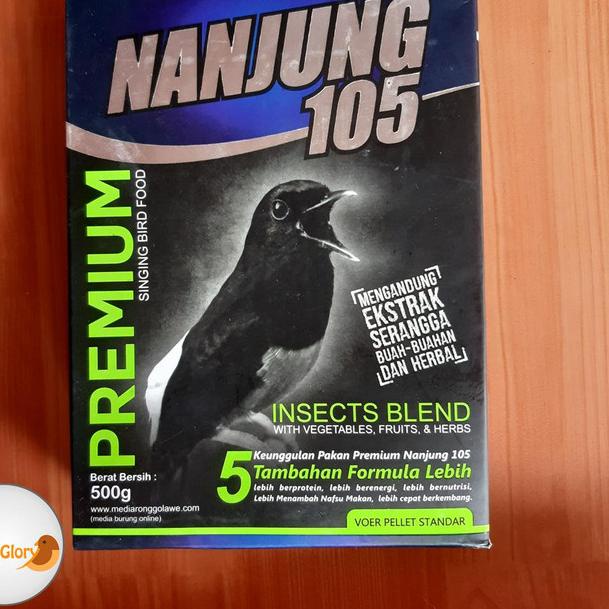 NANJUNG
105
PREMIUM
SINGING BIRD FOOD
MENGANDUNG
EKSTRAK
SERANGGA
BUAH-BUAHAN
DAN HERBAL
INSECTS BLEND
WITH VEGETABLES, FRUITS, & HERBS
5 Keunggulan Pakan Premium Nanjung 105
Tambahan Formula Lebih
lebih berprotein, lebih berenergi, lebih bernutrisi,
Lebih Menambah Nafsu Makan, lebih cepat berkembang.
Berat Bersih :
500g
www.mediaronggolawe.com
(media burung online)
VOER PELLET STANDAR
Glory